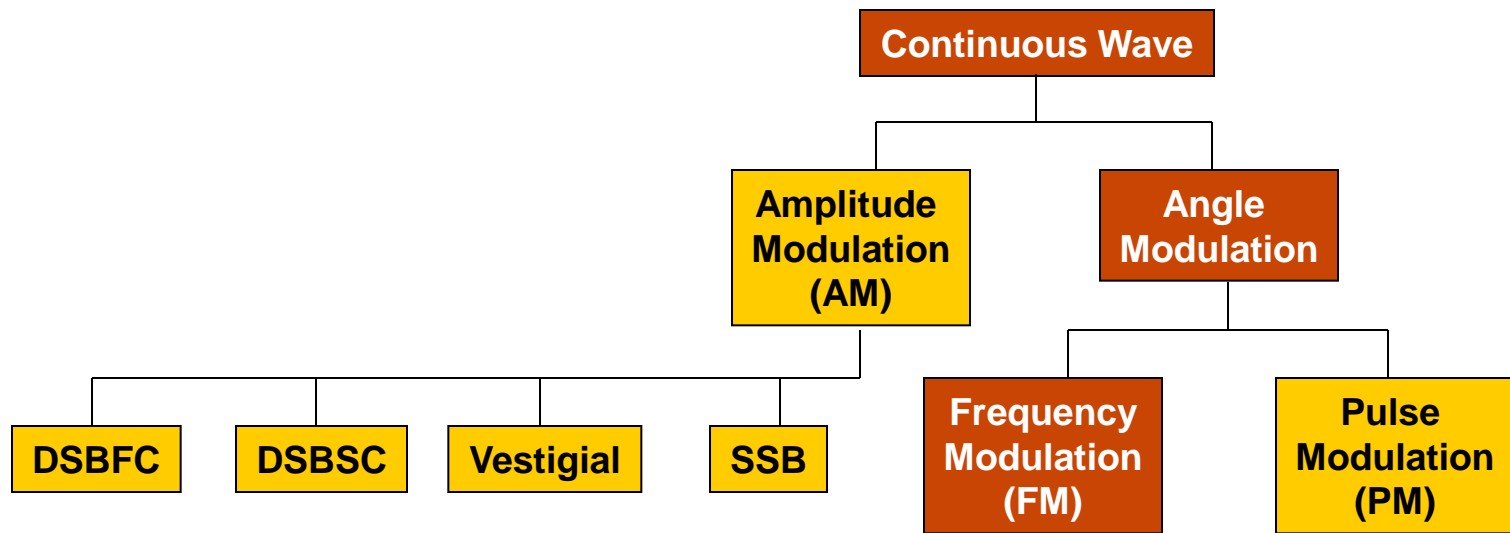 Continuous Wave
Amplitude
Modulation
(AM)
Angle
Modulation
DSBFC
DSBSC
Vestigial
SSB
Frequency
Modulation
(FM)
Pulse
Modulation
(PM)